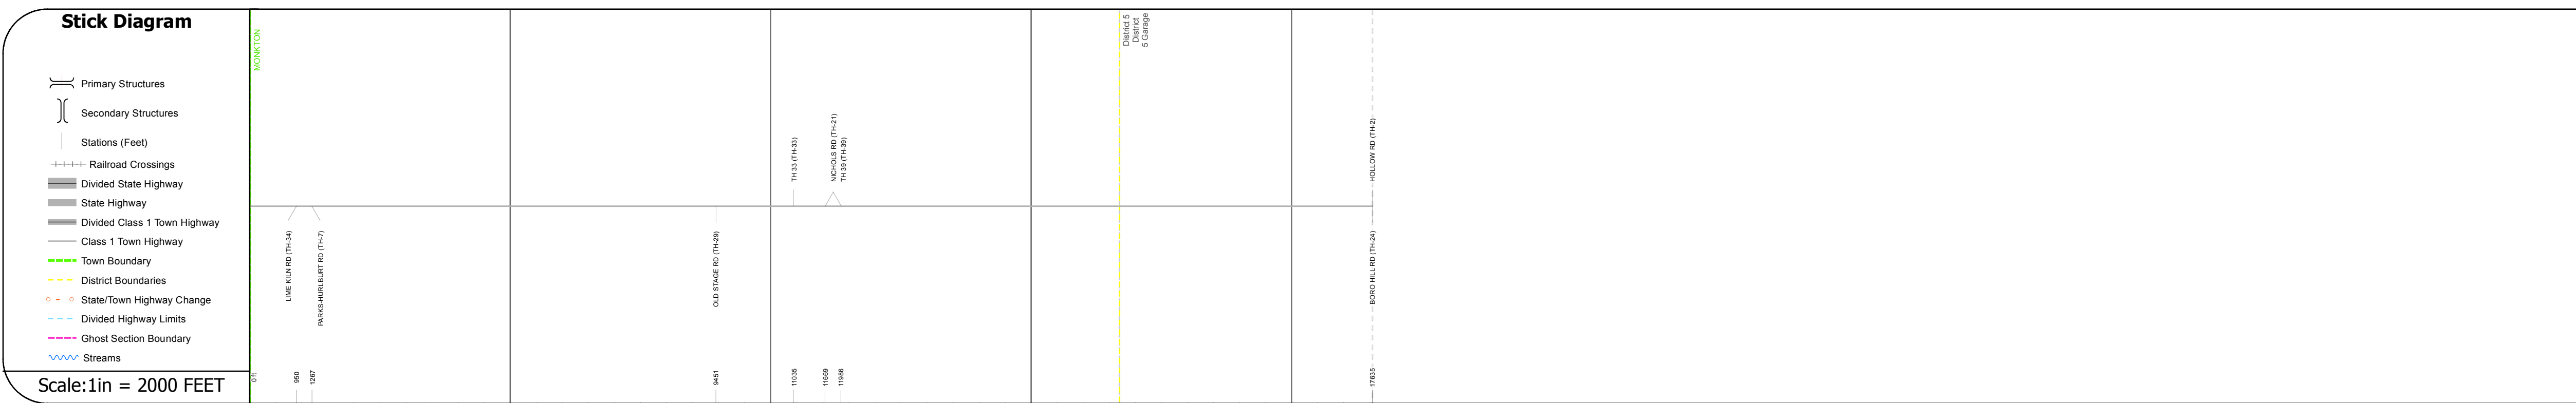 Stick Diagram
Primary Structures
Secondary Structures
Stations (Feet)
Railroad Crossings
Divided State Highway
State Highway
Divided Class 1 Town Highway
Class 1 Town Highway
Town Boundary
District Boundaries
State/Town Highway Change
Divided Highway Limits
Ghost Section Boundary
Streams
Scale:1in = 2000 FEET
MONKTON
District 5
District
5 Garage
TH 33 (TH-33)
NICHOLS RD (TH-21)
TH 39 (TH-39)
HOLLOW RD (TH-2)
LIME KILN RD (TH-34)
PARKS-HURLBURT RD (TH-7)
OLD STAGE RD (TH-29)
BORO HILL RD (TH-24)
0 ft
950
1267
9451
11035
11669
11986
17635